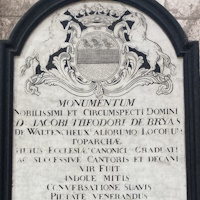 MONUMENTUM
NOBILISSIMI ET CIRCUMSPECTI DOMINI
D JACOBI THEODORI DE BRYAS
DE WALTENCHEUX ALIORUMQ LOCORUM
TOPARCHÆ
HUJUS ECCLESIÆ CANONICI GRADUATI
AC SUCCESSIVE CANTORIS ET DECANI
VIR FUIT
INDOLE MITIS
CONVERSATIONE SUAVIS
PIETATE VENERANDUS